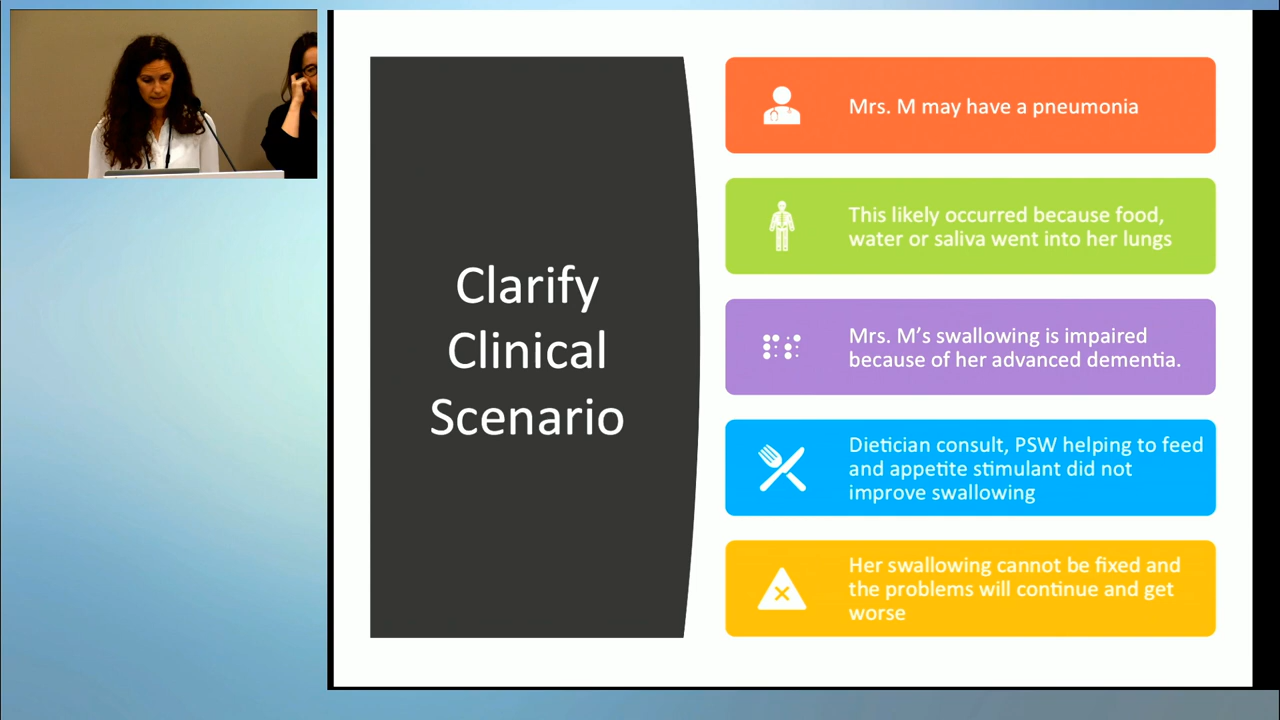 Clarify
Clinical
Scenario
Mrs. M may have a pneumonia
This likely occurred because food,
water or saliva went into her lungs
Mrs. M’s swallowing is impaired
because of her advanced dementia.
Dietician consult, PSW helping to feed
and appetite stimulant did not
improve swallowing
Her swallowing cannot be fixed and
the problems will continue and get
worse